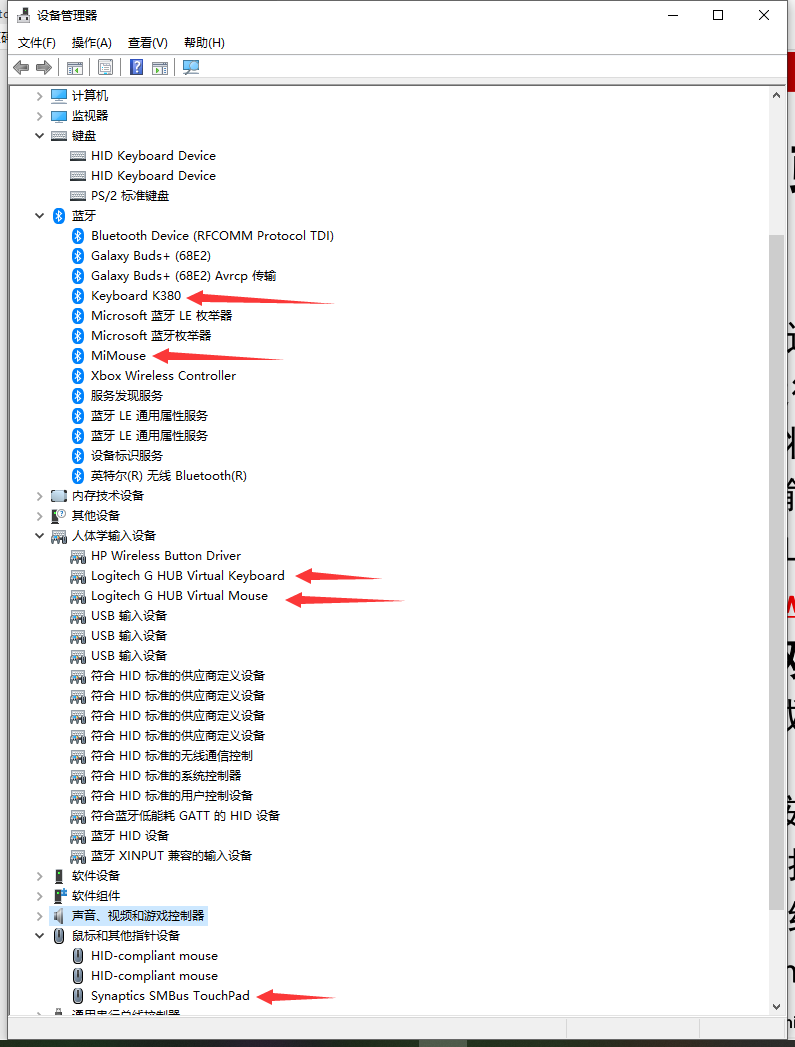 设备管理器
文件(F) 操作(A) 查看(V) 帮助(H)
计算机
监视器
键盘
HID Keyboard Device
HID Keyboard Device
PS/2 标准键盘
蓝牙
Bluetooth Device (RFCOMM Protocol TDI)
Galaxy Buds+ (68E2)
Galaxy Buds+ (68E2) Avrcp 传输
Keyboard K380
Microsoft 蓝牙 LE 枚举器
Microsoft 蓝牙枚举器
MiMouse
Xbox Wireless Controller
服务发现服务
蓝牙 LE 通用属性服务
蓝牙 LE 通用属性服务
设备标识服务
英特尔(R) 无线 Bluetooth(R)
内存技术设备
其他设备
人体学输入设备
HP Wireless Button Driver
Logitech G HUB Virtual Keyboard
Logitech G HUB Virtual Mouse
USB 输入设备
USB 输入设备
USB 输入设备
符合 HID 标准的供应商定义设备
符合 HID 标准的供应商定义设备
符合 HID 标准的供应商定义设备
符合 HID 标准的供应商定义设备
符合 HID 标准的无线通信控制
符合 HID 标准的系统控制器
符合 HID 标准的用户控制设备
符合蓝牙低能耗 GATT 的 HID 设备
蓝牙 HID 设备
蓝牙 XINPUT 兼容的输入设备
软件设备
软件组件
声音、视频和游戏控制器
鼠标和其他指针设备
HID-compliant mouse
HID-compliant mouse
Synaptics SMBus TouchPad
通用串行总线控制器